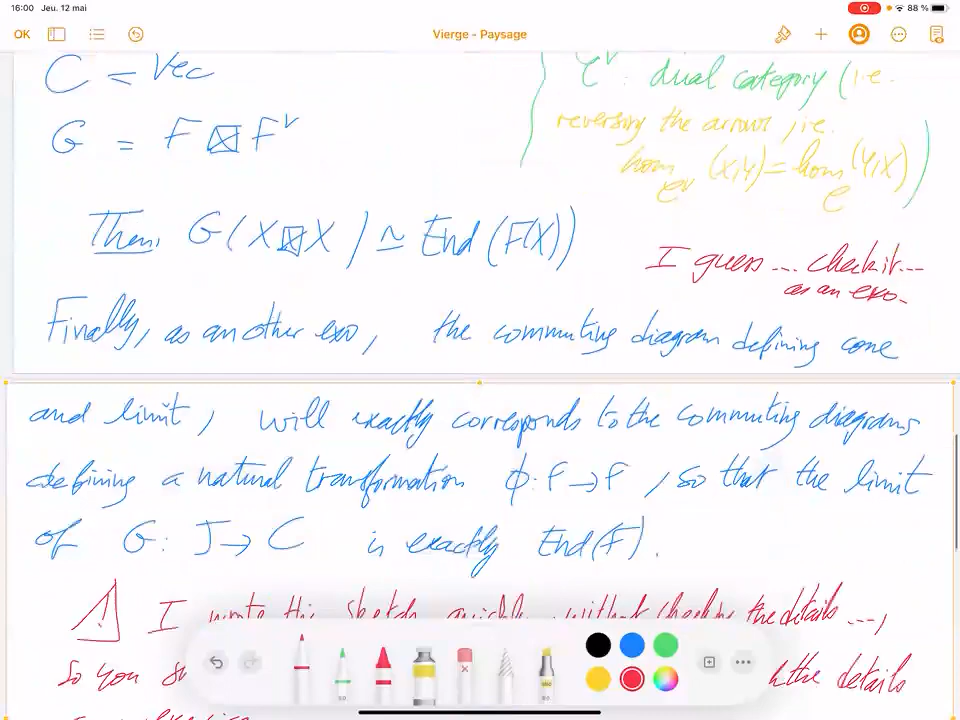 16:00 Jeu. 12 mai 88 %
OK Vierge - Paysage
C = Vec
G = F ⊠ F^v
C^v : dual category (i.e.
reversing the arrows, i.e.
hom_{C^v} (X,Y) = hom_C (Y,X) )
Then, G(X ⊠ X) ≃ End(F(X))
I guess ... check it ...
as an exo.
Finally, as another exo, the commuting diagram defining cone
and limit, will exactly corresponds to the commuting diagrams
defining a natural transformation φ: F → F, so that the limit
of G: J → C is exactly End(F).
⚠ I wrote this sketch quickly, without checking the details ...,
So you the details